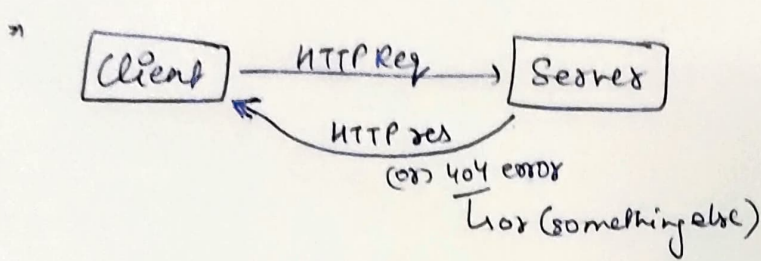 Client
HTTP Req
Server
HTTP res
(or) 404 error
or (something else)